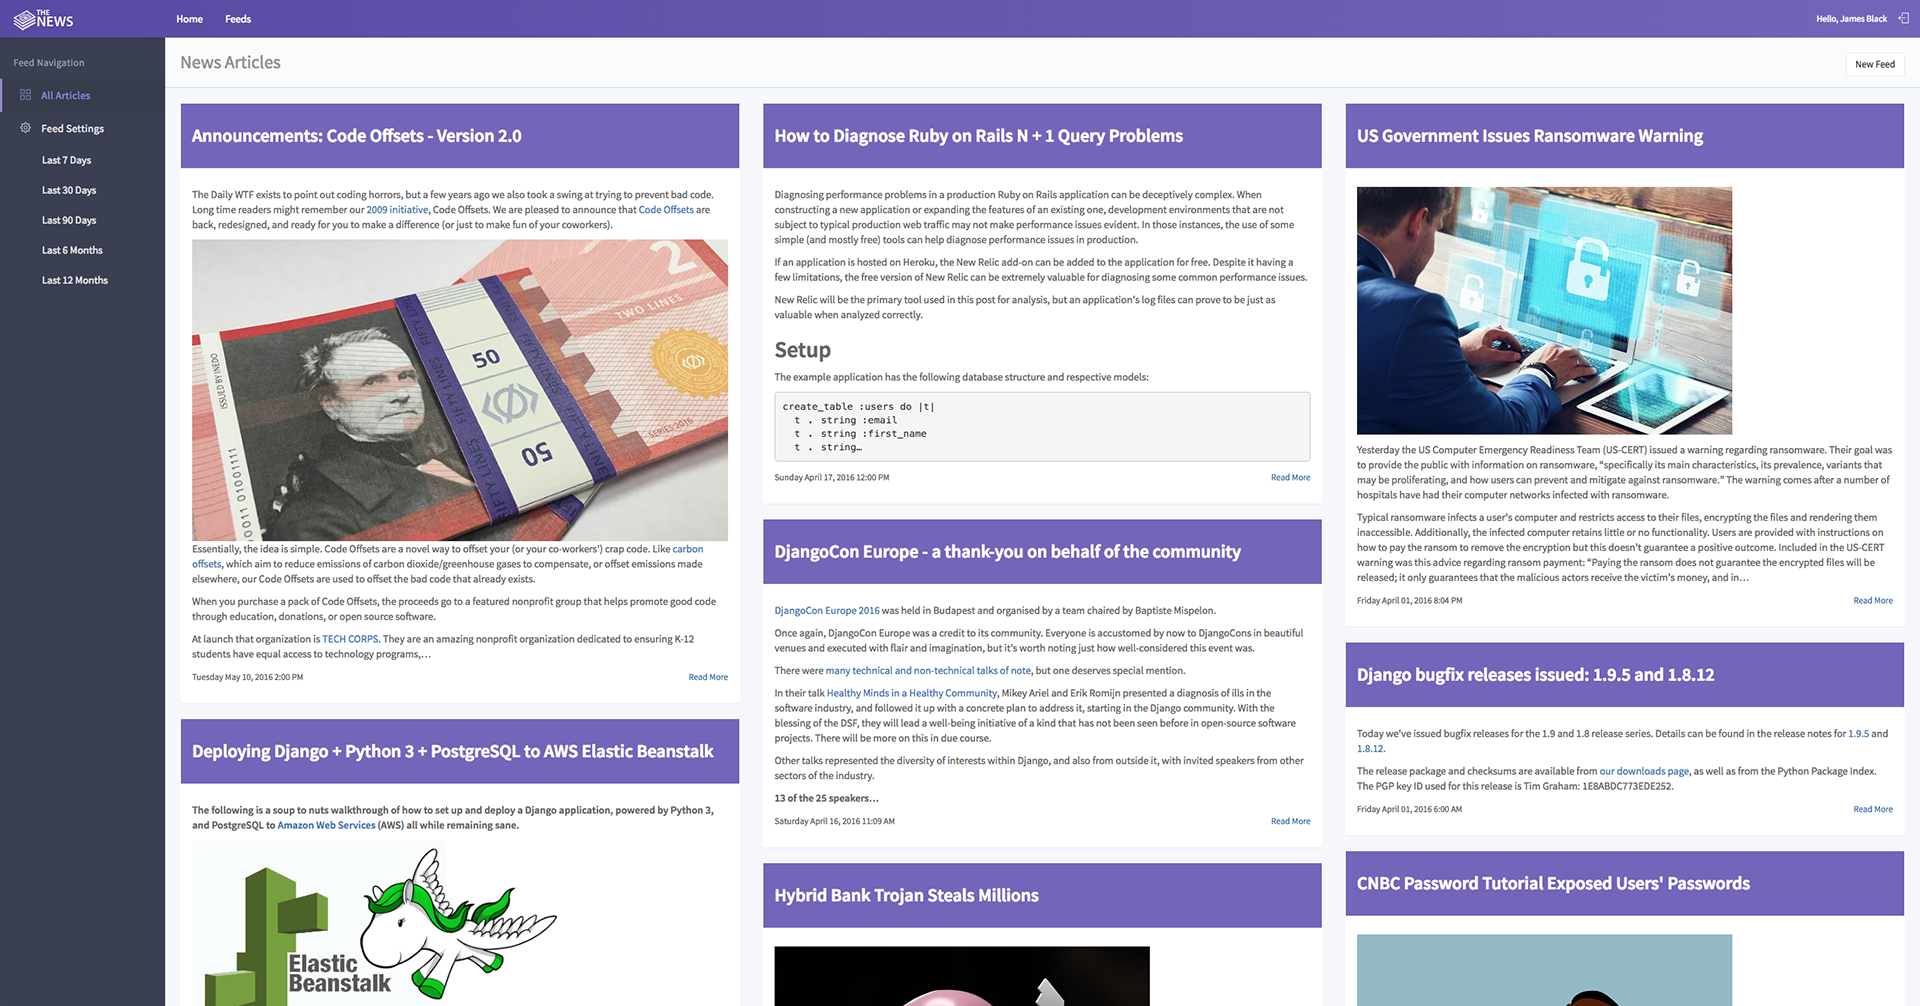 THE
NEWS
Home
Feeds
Hello, James Black
Feed Navigation
All Articles
Feed Settings
Last 7 Days
Last 30 Days
Last 90 Days
Last 6 Months
Last 12 Months
News Articles
New Feed
Announcements: Code Offsets - Version 2.0
The Daily WTF exists to point out coding horrors, but a few years ago we also took a swing at trying to prevent bad code.
Long time readers might remember our 2009 initiative, Code Offsets. We are pleased to announce that Code Offsets are
back, redesigned, and ready for you to make a difference (or just to make fun of your coworkers).
2
TWO LINES
FIFTY LINES
FIFTY LINES
50
ISSUED BY INEDO
SERIES 2016
50
0011 01001111
FIFTY LINES
FIFTY LINES
Essentially, the idea is simple. Code Offsets are a novel way to offset your (or your co-workers') crap code. Like carbon
offsets, which aim to reduce emissions of carbon dioxide/greenhouse gases to compensate, or offset emissions made
elsewhere, our Code Offsets are used to offset the bad code that already exists.
When you purchase a pack of Code Offsets, the proceeds go to a featured nonprofit group that helps promote good code
through education, donations, or open source software.
At launch that organization is TECH CORPS. They are an amazing nonprofit organization dedicated to ensuring K-12
students have equal access to technology programs,…
Tuesday May 10, 2016 2:00 PM
Read More
Deploying Django + Python 3 + PostgreSQL to AWS Elastic Beanstalk
The following is a soup to nuts walkthrough of how to set up and deploy a Django application, powered by Python 3,
and PostgreSQL to Amazon Web Services (AWS) all while remaining sane.
Elastic
Beanstalk
How to Diagnose Ruby on Rails N + 1 Query Problems
Diagnosing performance problems in a production Ruby on Rails application can be deceptively complex. When
constructing a new application or expanding the features of an existing one, development environments that are not
subject to typical production web traffic may not make performance issues evident. In those instances, the use of some
simple (and mostly free) tools can help diagnose performance issues in production.
If an application is hosted on Heroku, the New Relic add-on can be added to the application for free. Despite it having a
few limitations, the free version of New Relic can be extremely valuable for diagnosing some common performance issues.
New Relic will be the primary tool used in this post for analysis, but an application's log files can prove to be just as
valuable when analyzed correctly.
Setup
The example application has the following database structure and respective models:
create_table :users do |t|
t . string :email
t . string :first_name
t . string…
Sunday April 17, 2016 12:00 PM
Read More
DjangoCon Europe - a thank-you on behalf of the community
DjangoCon Europe 2016 was held in Budapest and organised by a team chaired by Baptiste Mispelon.
Once again, DjangoCon Europe was a credit to its community. Everyone is accustomed by now to DjangoCons in beautiful
venues and executed with flair and imagination, but it's worth noting just how well-considered this event was.
There were many technical and non-technical talks of note, but one deserves special mention.
In their talk Healthy Minds in a Healthy Community, Mikey Ariel and Erik Romijn presented a diagnosis of ills in the
software industry, and followed it up with a concrete plan to address it, starting in the Django community. With the
blessing of the DSF, they will lead a well-being initiative of a kind that has not been seen before in open-source software
projects. There will be more on this in due course.
Other talks represented the diversity of interests within Django, and also from outside it, with invited speakers from other
sectors of the industry.
13 of the 25 speakers…
Saturday April 16, 2016 11:09 AM
Read More
Hybrid Bank Trojan Steals Millions
US Government Issues Ransomware Warning
Yesterday the US Computer Emergency Readiness Team (US-CERT) issued a warning regarding ransomware. Their goal was
to provide the public with information on ransomware, “specifically its main characteristics, its prevalence, variants that
may be proliferating, and how users can prevent and mitigate against ransomware.” The warning comes after a number of
hospitals have had their computer networks infected with ransomware.
Typical ransomware infects a user's computer and restricts access to their files, encrypting the files and rendering them
inaccessible. Additionally, the infected computer retains little or no functionality. Users are provided with instructions on
how to pay the ransom to remove the encryption but this doesn't guarantee a positive outcome. Included in the US-CERT
warning was this advice regarding ransom payment: “Paying the ransom does not guarantee the encrypted files will be
released; it only guarantees that the malicious actors receive the victim's money, and in…
Friday April 01, 2016 8:04 PM
Read More
Django bugfix releases issued: 1.9.5 and 1.8.12
Today we've issued bugfix releases for the 1.9 and 1.8 release series. Details can be found in the release notes for 1.9.5 and
1.8.12.
The release package and checksums are available from our downloads page, as well as from the Python Package Index.
The PGP key ID used for this release is Tim Graham: 1E8ABDC773EDE252.
Friday April 01, 2016 6:00 AM
Read More
CNBC Password Tutorial Exposed Users' Passwords